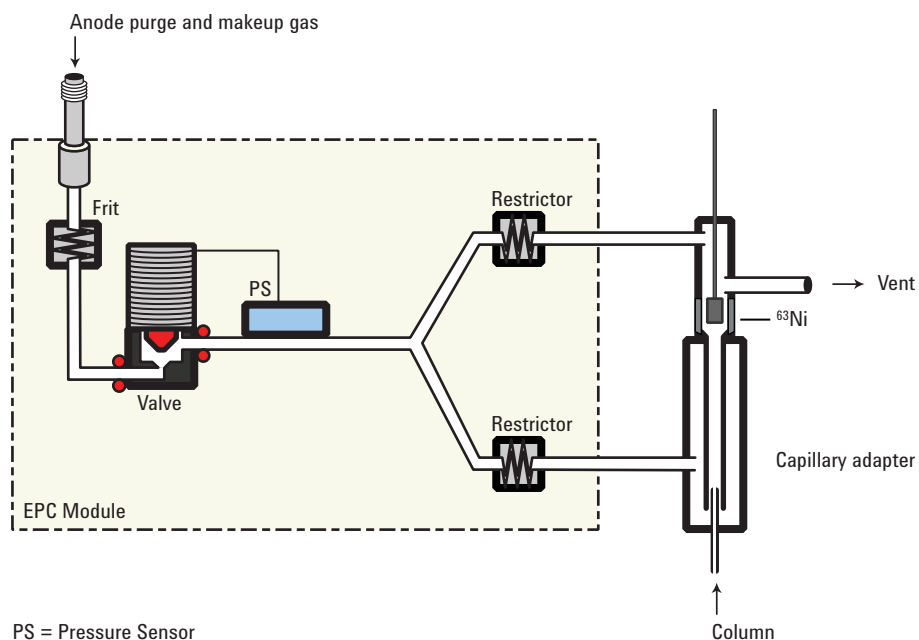 Anode purge and makeup gas
Frit
Restrictor
PS
Vent
⁶³Ni
Valve
Restrictor
Capillary adapter
EPC Module
PS = Pressure Sensor
Column